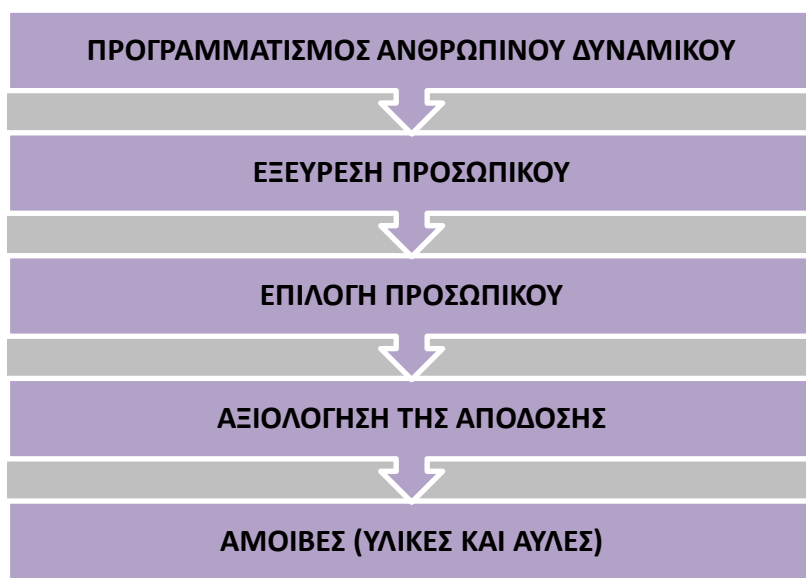 ΠΡΟΓΡΑΜΜΑΤΙΣΜΟΣ ΑΝΘΡΩΠΙΝΟΥ ΔΥΝΑΜΙΚΟΥ
ΕΞΕΥΡΕΣΗ ΠΡΟΣΩΠΙΚΟΥ
ΕΠΙΛΟΓΗ ΠΡΟΣΩΠΙΚΟΥ
ΑΞΙΟΛΟΓΗΣΗ ΤΗΣ ΑΠΟΔΟΣΗΣ
ΑΜΟΙΒΕΣ (ΥΛΙΚΕΣ ΚΑΙ ΑΥΛΕΣ)